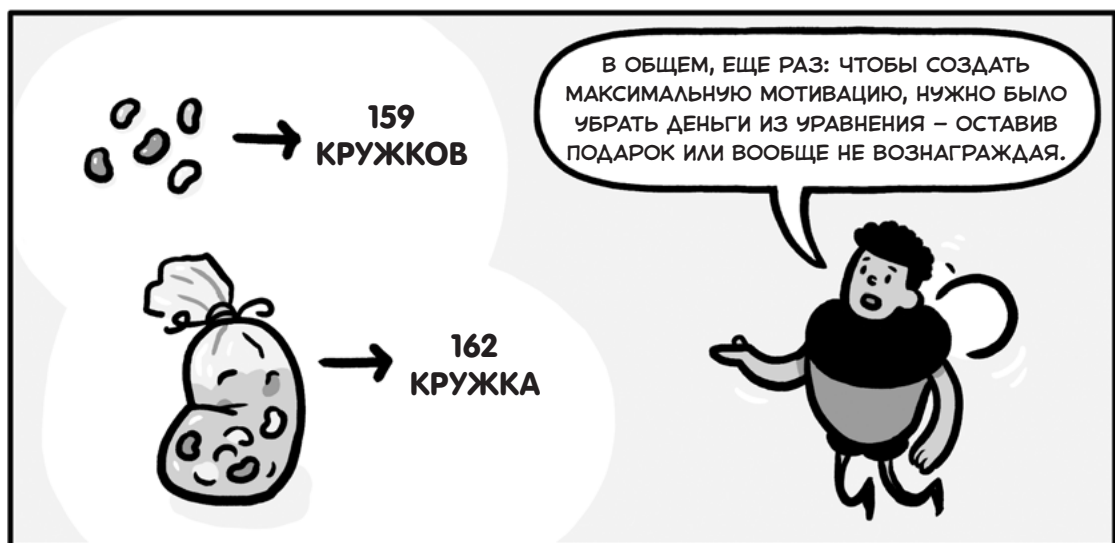 159
КРУЖКОВ
162
КРУЖКА
В ОБЩЕМ, ЕЩЕ РАЗ: ЧТОБЫ СОЗДАТЬ
МАКСИМАЛЬНУЮ МОТИВАЦИЮ, НУЖНО БЫЛО
УБРАТЬ ДЕНЬГИ ИЗ УРАВНЕНИЯ – ОСТАВИВ
ПОДАРОК ИЛИ ВООБЩЕ НЕ ВОЗНАГРАЖДАЯ.